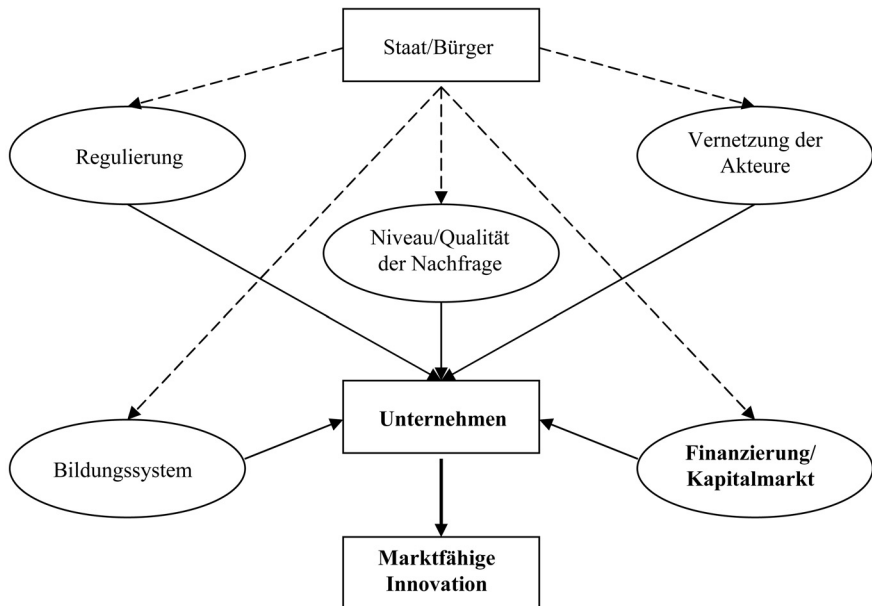 Staat/Bürger
Regulierung
Vernetzung der
Akteure
Niveau/Qualität
der Nachfrage
Unternehmen
Bildungssystem
Finanzierung/
Kapitalmarkt
Marktfähige
Innovation